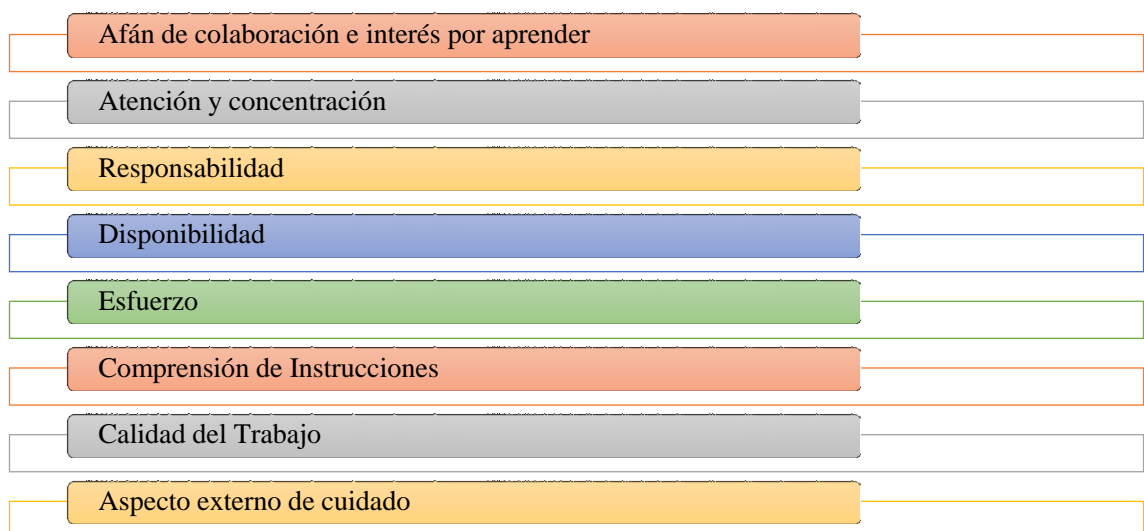 Afán de colaboración e interés por aprender
Atención y concentración
Responsabilidad
Disponibilidad
Esfuerzo
Comprensión de Instrucciones
Calidad del Trabajo
Aspecto externo de cuidado